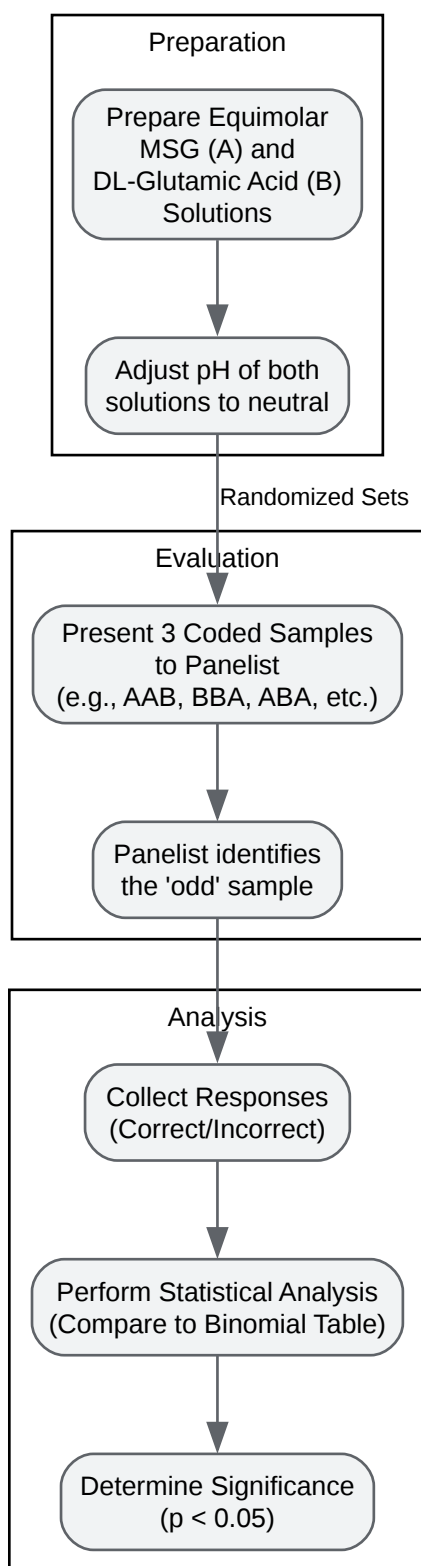 Preparation
Prepare Equimolar
MSG (A) and
DL-Glutamic Acid (B)
Solutions
Adjust pH of both
solutions to neutral
Randomized Sets
Evaluation
Present 3 Coded Samples
to Panelist
(e.g., AAB, BBA, ABA, etc.)
Panelist identifies
the 'odd' sample
Analysis
Collect Responses
(Correct/Incorrect)
Perform Statistical Analysis
(Compare to Binomial Table)
Determine Significance
(p < 0.05)